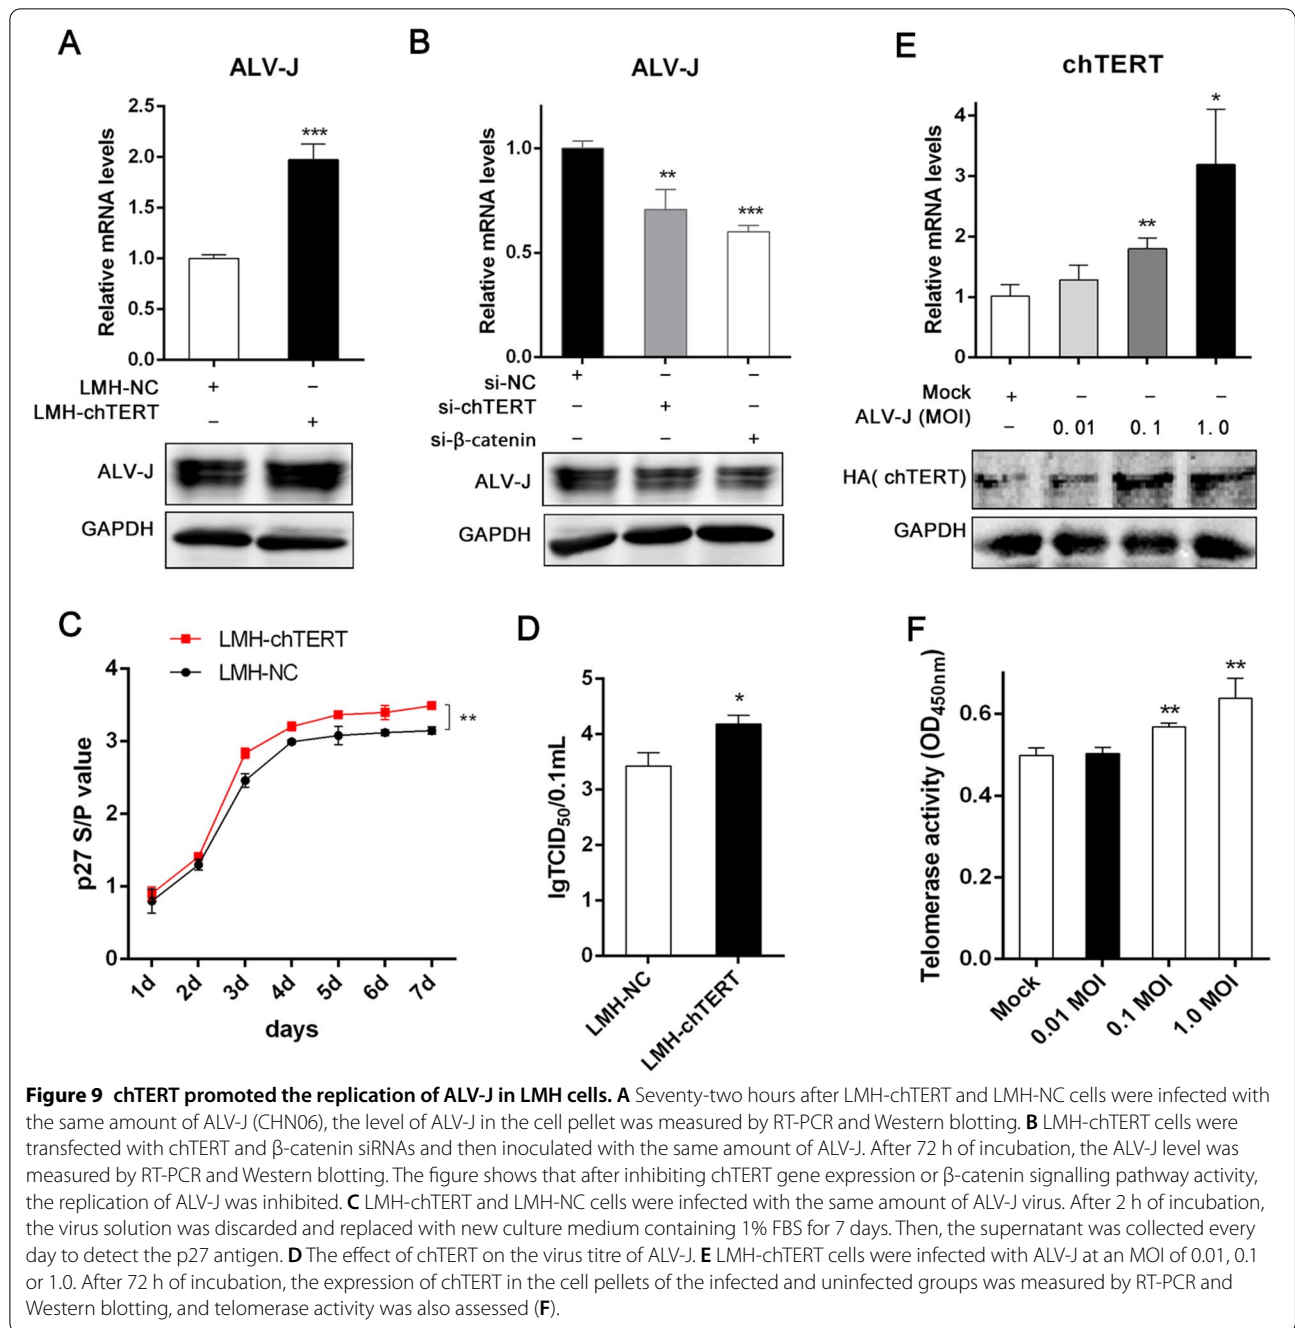 A
ALV-J
Relative mRNA levels
2.5
2.0
1.5
1.0
0.5
0.0
***
LMH-NC + −
LMH-chTERT − +
ALV-J
GAPDH
B
ALV-J
Relative mRNA levels
1.0
0.5
0.0
**
***
si-NC + − −
si-chTERT − + −
si-β-catenin − − +
ALV-J
GAPDH
E
chTERT
Relative mRNA levels
4
3
2
1
0
**
*
Mock + − − −
ALV-J (MOI) − 0.01 0.1 1.0
HA( chTERT)
GAPDH
C
LMH-chTERT
LMH-NC
p27 S/P value
4
3
2
1
0
**
1d 2d 3d 4d 5d 6d 7d
days
D
lgTCID50/0.1mL
5
4
3
2
1
0
*
LMH-NC LMH-chTERT
F
Telomerase activity (OD450nm)
0.6
0.4
0.2
0.0
**
**
Mock 0.01 MOI 0.1 MOI 1.0 MOI
Figure 9 chTERT promoted the replication of ALV-J in LMH cells. A Seventy-two hours after LMH-chTERT and LMH-NC cells were infected with
the same amount of ALV-J (CHN06), the level of ALV-J in the cell pellet was measured by RT-PCR and Western blotting. B LMH-chTERT cells were
transfected with chTERT and β-catenin siRNAs and then inoculated with the same amount of ALV-J. After 72 h of incubation, the ALV-J level was
measured by RT-PCR and Western blotting. The figure shows that after inhibiting chTERT gene expression or β-catenin signalling pathway activity,
the replication of ALV-J was inhibited. C LMH-chTERT and LMH-NC cells were infected with the same amount of ALV-J virus. After 2 h of incubation,
the virus solution was discarded and replaced with new culture medium containing 1% FBS for 7 days. Then, the supernatant was collected every
day to detect the p27 antigen. D The effect of chTERT on the virus titre of ALV-J. E LMH-chTERT cells were infected with ALV-J at an MOI of 0.01, 0.1
or 1.0. After 72 h of incubation, the expression of chTERT in the cell pellets of the infected and uninfected groups was measured by RT-PCR and
Western blotting, and telomerase activity was also assessed (F).